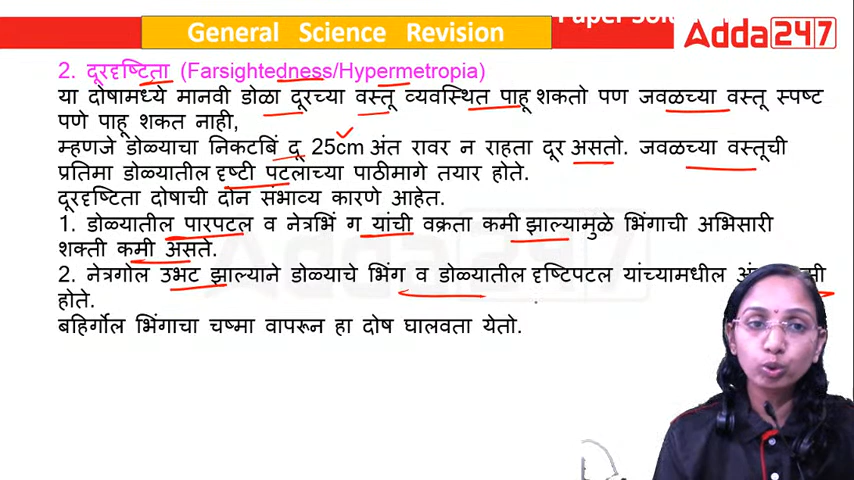 General Science Revision
Adda247
2. दूरदृष्टिता (Farsightedness/Hypermetropia)
या दोषामध्ये मानवी डोळा दूरच्या वस्तू व्यवस्थित पाहू शकतो पण जवळच्या वस्तू स्पष्ट
पणे पाहू शकत नाही,
म्हणजे डोळ्याचा निकटबिं दू 25cm अंत रावर न राहता दूर असतो. जवळच्या वस्तूची
प्रतिमा डोळ्यातील दृष्टी पटलाच्या पाठीमागे तयार होते.
दूरदृष्टिता दोषाची दोन संभाव्य कारणे आहेत.
1. डोळ्यातील पारपटल व नेत्रभिं ग यांची वक्रता कमी झाल्यामुळे भिंगाची अभिसारी
शक्ती कमी असते.
2. नेत्रगोल उभट झाल्याने डोळ्याचे भिंग व डोळ्यातील दृष्टिपटल यांच्यामधील
होते.
बहिर्गोल भिंगाचा चष्मा वापरून हा दोष घालवता येतो.